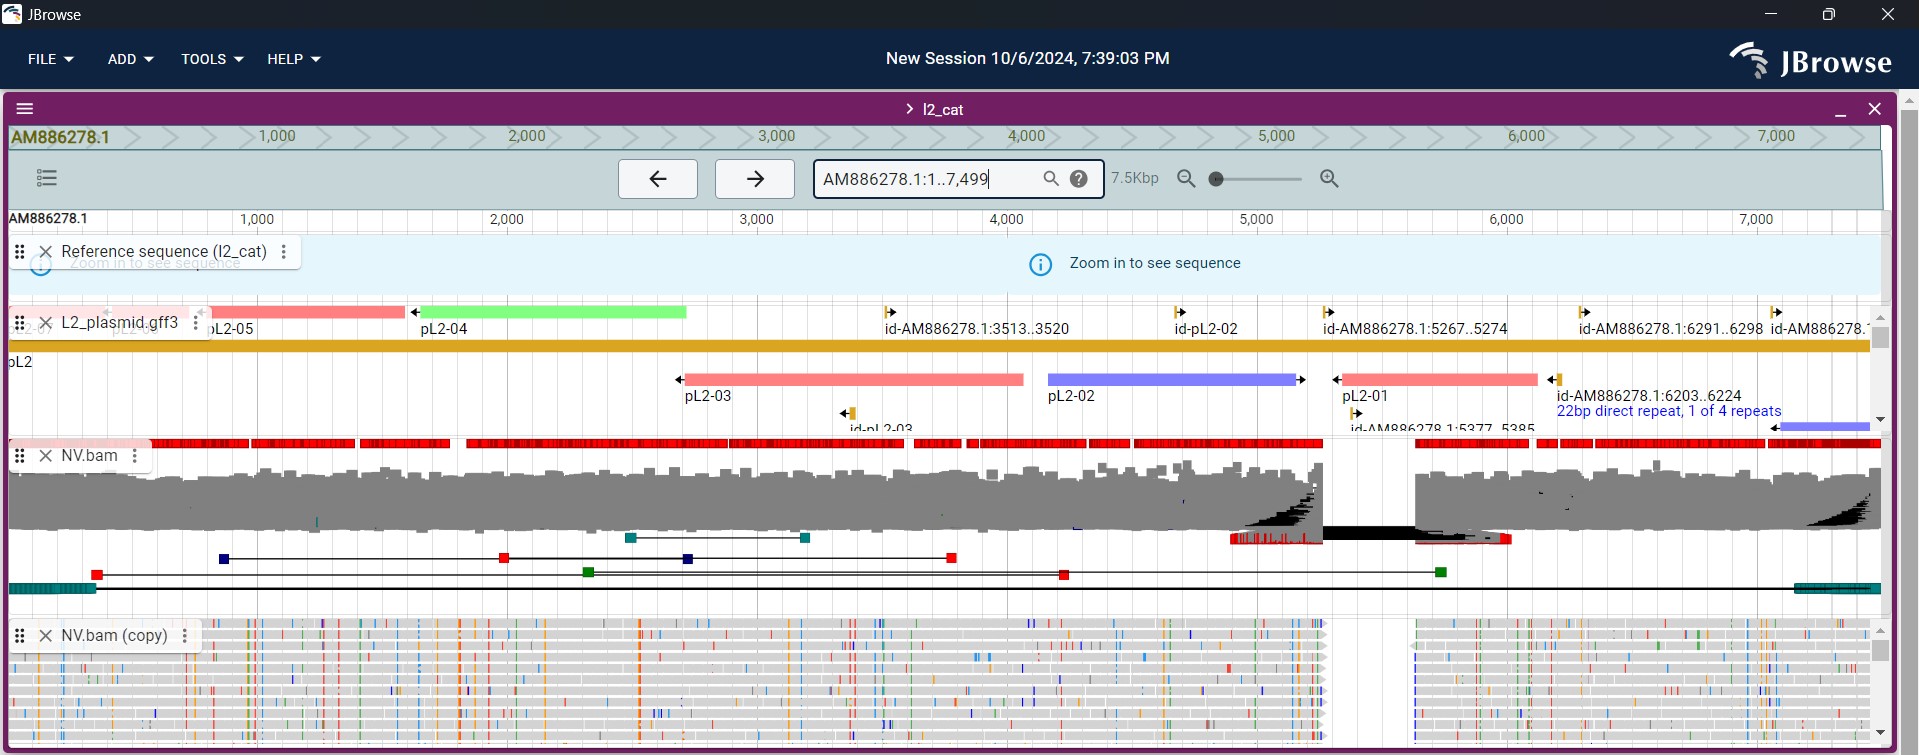 JBrowse
FILE ADD TOOLS HELP New Session 10/6/2024, 7:39:03 PM JBrowse
l2_cat
AM886278.1 1,000 2,000 3,000 4,000 5,000 6,000 7,000
AM886278.1:1..7,499 7.5Kbp
AM886278.1 1,000 2,000 3,000 4,000 5,000 6,000 7,000
Reference sequence (l2_cat)
Zoom in to see sequence Zoom in to see sequence
L2_plasmid.gff3
pL2-05 pL2-04 id-AM886278.1:3513..3520 id-pL2-02 id-AM886278.1:5267..5274 id-AM886278.1:6291..6298 id-AM886278.1
pL2
pL2-03 pL2-02 pL2-01 id-AM886278.1:6203..6224
22bp direct repeat, 1 of 4 repeats
id-pL2-03 id-AM886278.1:5377..5385
NV.bam
NV.bam (copy)